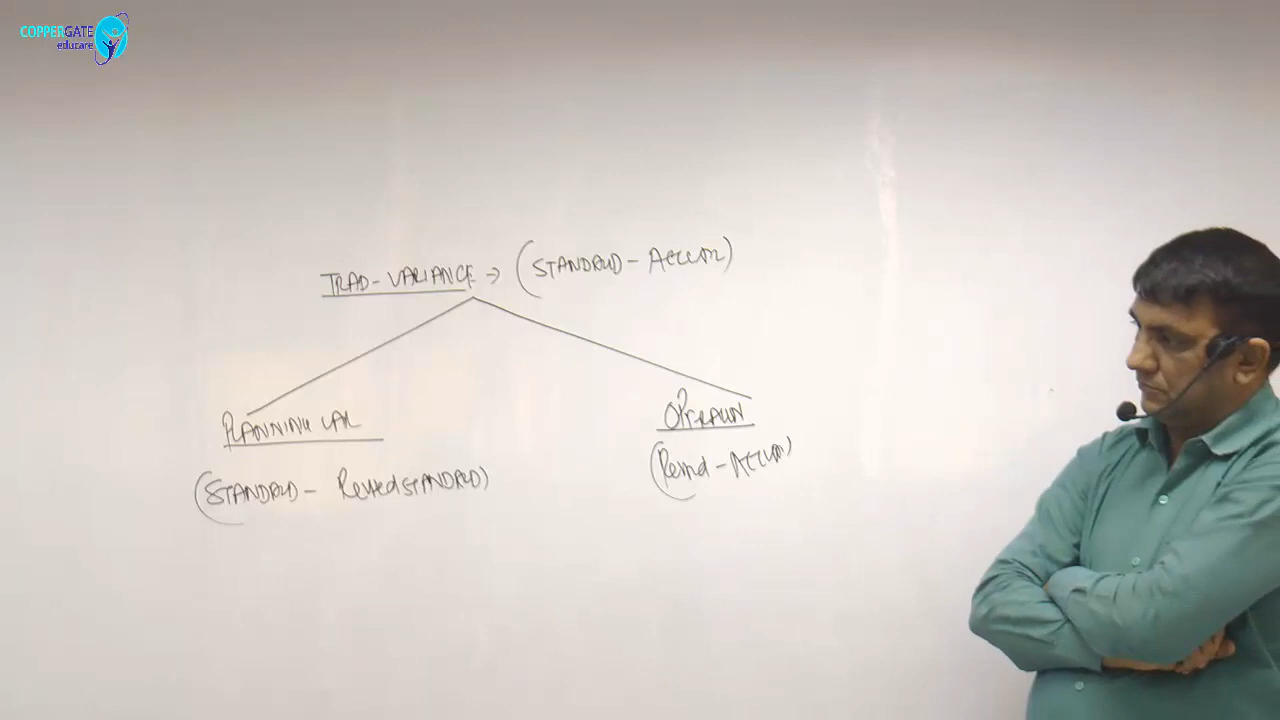 COPPERGATE
educare
TRAD-VARIANCE → (STANDARD - Actual)
PLANNING VAR
OPERATION
(STANDARD - Revised STANDARD)
(Revised - Actual)